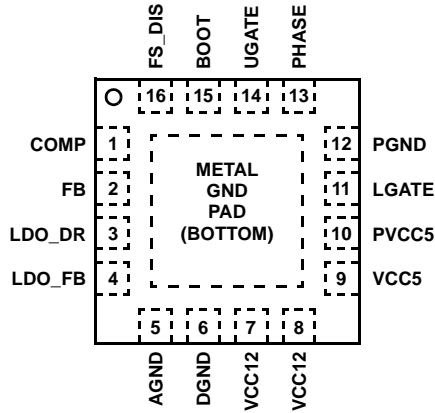 FS_DIS
BOOT
UGATE
PHASE
16 15 14 13
COMP 1
FB 2
LDO_DR 3
LDO_FB 4
METAL
GND
PAD
(BOTTOM)
12 PGND
11 LGATE
10 PVCC5
9 VCC5
5 6 7 8
AGND
DGND
VCC12
VCC12